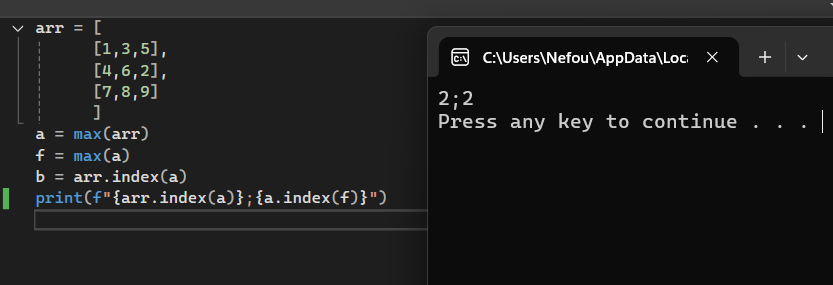 arr = [
[1,3,5],
[4,6,2],
[7,8,9]
]
a = max(arr)
f = max(a)
b = arr.index(a)
print(f"{arr.index(a)};{a.index(f)}")
C:\Users\Nefou\AppData\Loc
2;2
Press any key to continue . . .